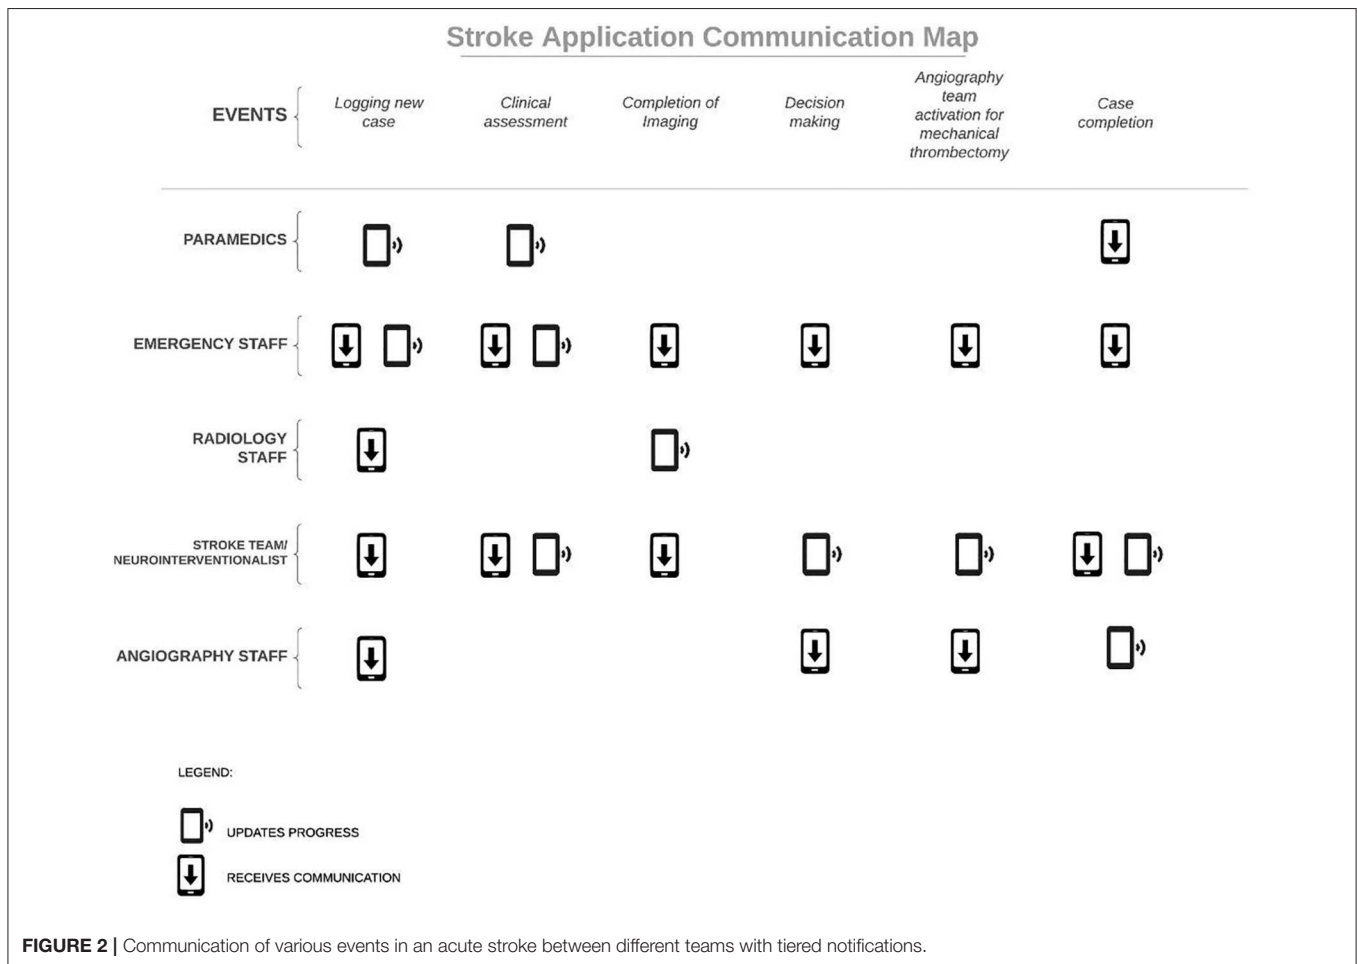 Stroke Application Communication Map
EVENTS
Logging new
case
Clinical
assessment
Completion of
Imaging
Decision
making
Angiography
team
activation for
mechanical
thrombectomy
Case
completion
PARAMEDICS
EMERGENCY STAFF
RADIOLOGY
STAFF
STROKE TEAM/
NEUROINTERVENTIONALIST
ANGIOGRAPHY STAFF
LEGEND:
UPDATES PROGRESS
RECEIVES COMMUNICATION
FIGURE 2 | Communication of various events in an acute stroke between different teams with tiered notifications.